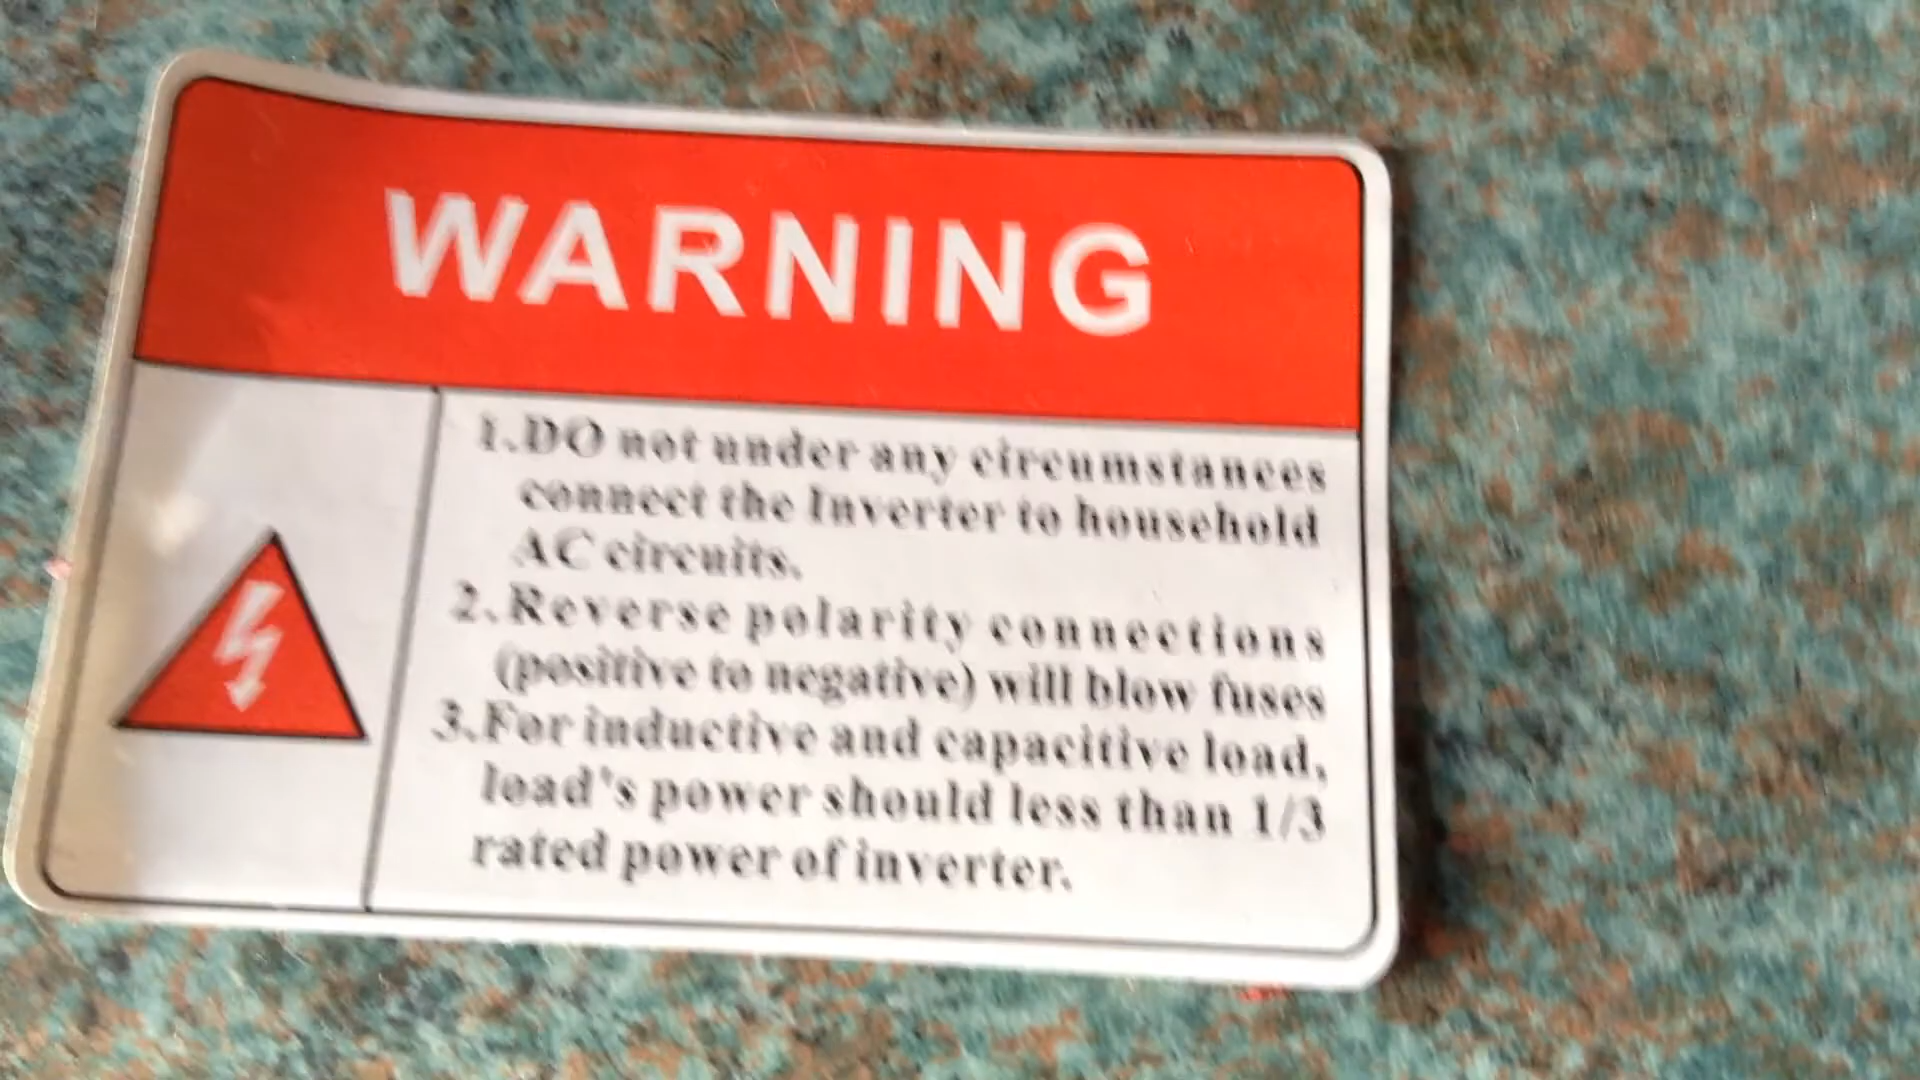 WARNING
1.DO not under any circumstances
connect the Inverter to household
AC circuits.
2.Reverse polarity connections
(positive to negative) will blow fuses
3.For inductive and capacitive load,
load's power should less than 1/3
rated power of inverter.